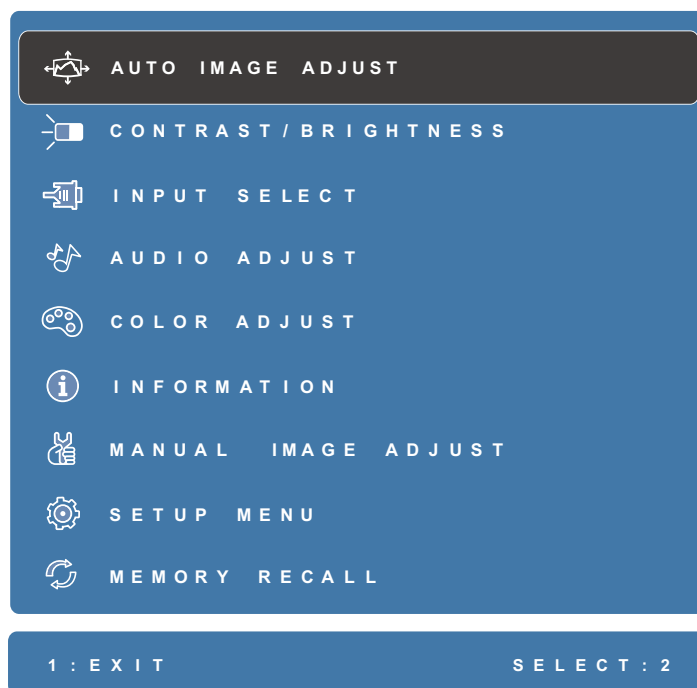 AUTO IMAGE ADJUST
CONTRAST/BRIGHTNESS
INPUT SELECT
AUDIO ADJUST
COLOR ADJUST
INFORMATION
MANUAL IMAGE ADJUST
SETUP MENU
MEMORY RECALL
1:EXIT SELECT:2